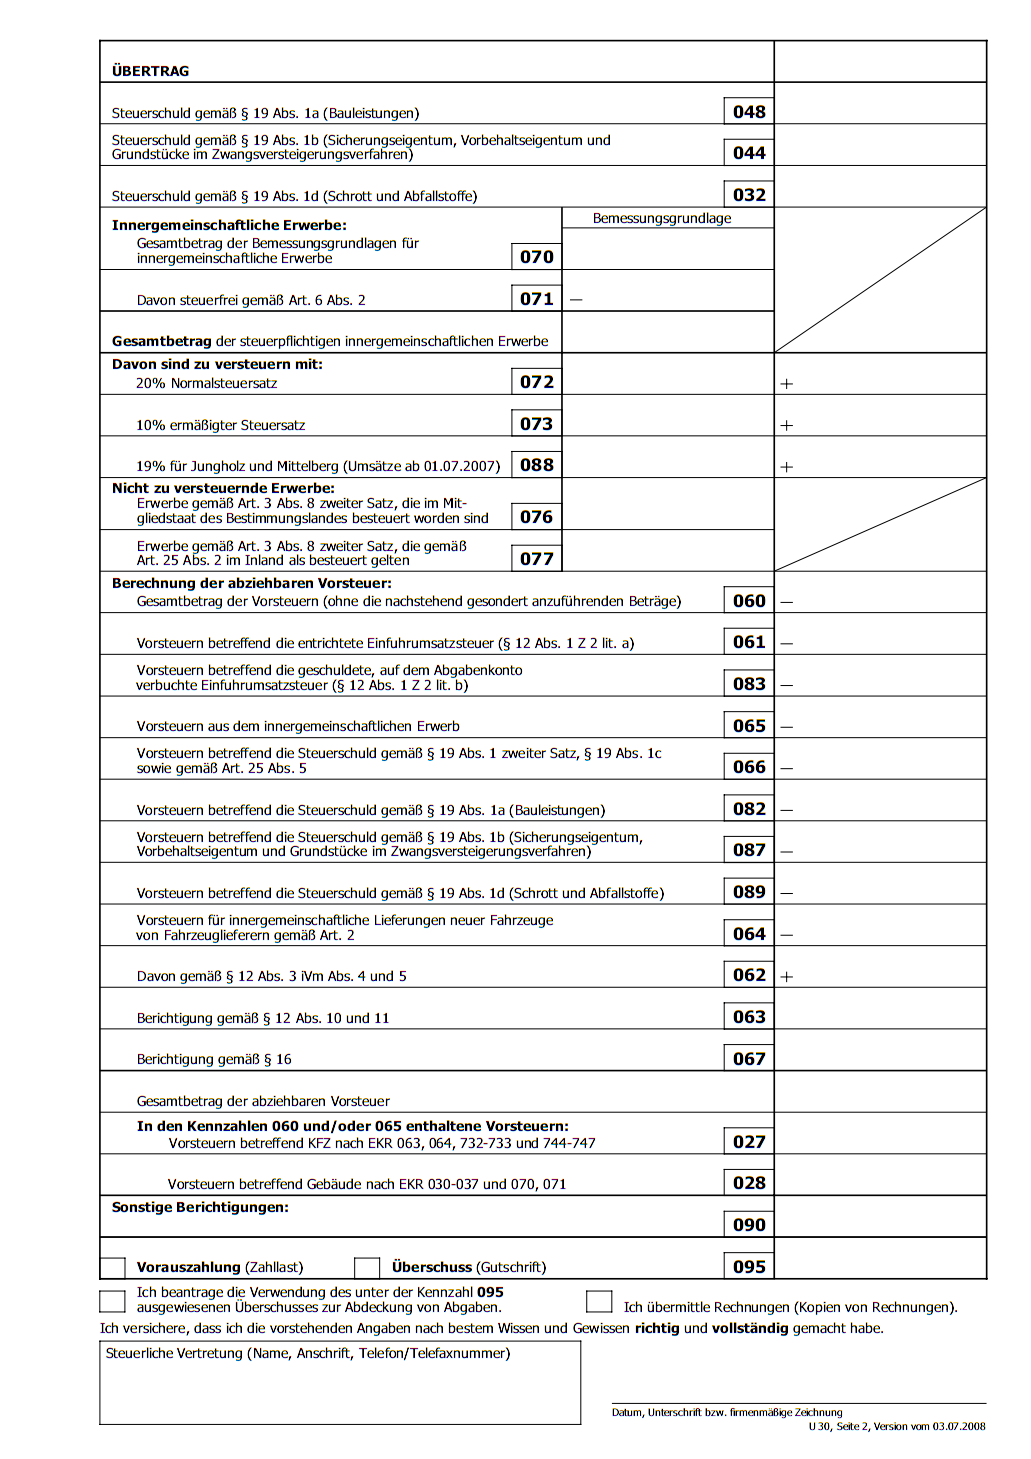 ÜBERTRAG
Steuerschuld gemäß § 19 Abs. 1a (Bauleistungen) 048
Steuerschuld gemäß § 19 Abs. 1b (Sicherungseigentum, Vorbehaltseigentum und
Grundstücke im Zwangsversteigerungsverfahren) 044
Steuerschuld gemäß § 19 Abs. 1d (Schrott und Abfallstoffe) 032
Bemessungsgrundlage
Innergemeinschaftliche Erwerbe:
Gesamtbetrag der Bemessungsgrundlagen für
innergemeinschaftliche Erwerbe 070
Davon steuerfrei gemäß Art. 6 Abs. 2 071 –
Gesamtbetrag der steuerpflichtigen innergemeinschaftlichen Erwerbe
Davon sind zu versteuern mit:
20% Normalsteuersatz 072 +
10% ermäßigter Steuersatz 073 +
19% für Jungholz und Mittelberg (Umsätze ab 01.07.2007) 088 +
Nicht zu versteuernde Erwerbe:
Erwerbe gemäß Art. 3 Abs. 8 zweiter Satz, die im Mit-
gliedstaat des Bestimmungslandes besteuert worden sind 076
Erwerbe gemäß Art. 3 Abs. 8 zweiter Satz, die gemäß
Art. 25 Abs. 2 im Inland als besteuert gelten 077
Berechnung der abziehbaren Vorsteuer:
Gesamtbetrag der Vorsteuern (ohne die nachstehend gesondert anzuführenden Beträge) 060 –
Vorsteuern betreffend die entrichtete Einfuhrumsatzsteuer (§ 12 Abs. 1 Z 2 lit. a) 061 –
Vorsteuern betreffend die geschuldete, auf dem Abgabenkonto
verbuchte Einfuhrumsatzsteuer (§ 12 Abs. 1 Z 2 lit. b) 083 –
Vorsteuern aus dem innergemeinschaftlichen Erwerb 065 –
Vorsteuern betreffend die Steuerschuld gemäß § 19 Abs. 1 zweiter Satz, § 19 Abs. 1c
sowie gemäß Art. 25 Abs. 5 066 –
Vorsteuern betreffend die Steuerschuld gemäß § 19 Abs. 1a (Bauleistungen) 082 –
Vorsteuern betreffend die Steuerschuld gemäß § 19 Abs. 1b (Sicherungseigentum,
Vorbehaltseigentum und Grundstücke im Zwangsversteigerungsverfahren) 087 –
Vorsteuern betreffend die Steuerschuld gemäß § 19 Abs. 1d (Schrott und Abfallstoffe) 089 –
Vorsteuern für innergemeinschaftliche Lieferungen neuer Fahrzeuge
von Fahrzeuglieferern gemäß Art. 2 064 –
Davon gemäß § 12 Abs. 3 iVm Abs. 4 und 5 062 +
Berichtigung gemäß § 12 Abs. 10 und 11 063
Berichtigung gemäß § 16 067
Gesamtbetrag der abziehbaren Vorsteuer
In den Kennzahlen 060 und/oder 065 enthaltene Vorsteuern:
Vorsteuern betreffend KFZ nach EKR 063, 064, 732-733 und 744-747 027
Vorsteuern betreffend Gebäude nach EKR 030-037 und 070, 071 028
Sonstige Berichtigungen:
090
Vorauszahlung (Zahllast) Überschuss (Gutschrift) 095
Ich beantrage die Verwendung des unter der Kennzahl 095
ausgewiesenen Überschusses zur Abdeckung von Abgaben.
Ich übermittle Rechnungen (Kopien von Rechnungen).
Ich versichere, dass ich die vorstehenden Angaben nach bestem Wissen und Gewissen richtig und vollständig gemacht habe.
Steuerliche Vertretung (Name, Anschrift, Telefon/Telefaxnummer)
Datum, Unterschrift bzw. firmenmäßige Zeichnung
U 30, Seite 2, Version vom 03.07.2008